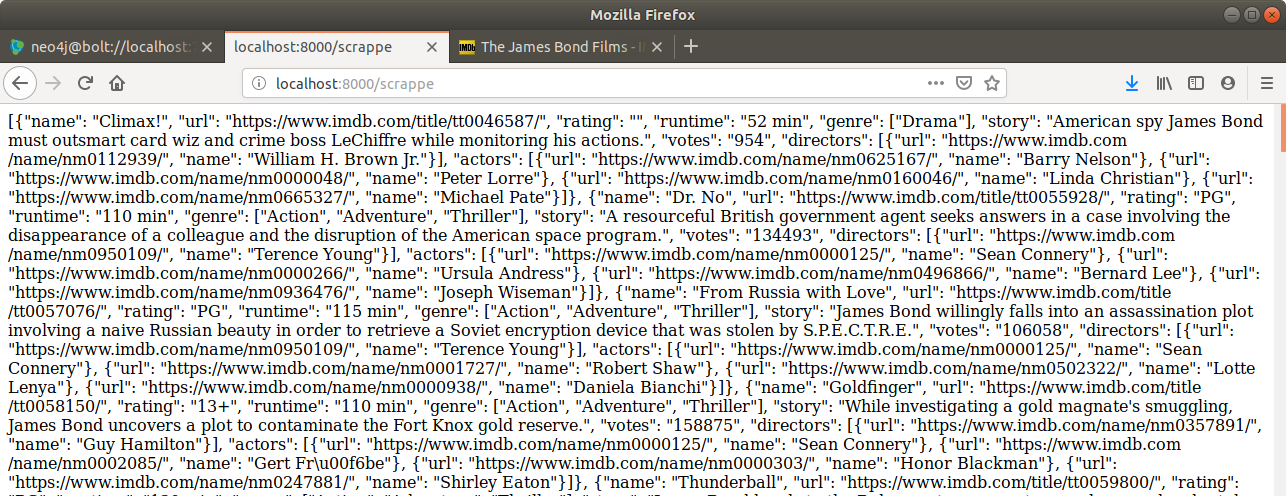 Mozilla Firefox
neo4j@bolt://localhost:
localhost:8000/scrappe
IMDb
The James Bond Films - I
localhost:8000/scrappe
[{"name": "Climax!", "url": "https://www.imdb.com/title/tt0046587/", "rating": "", "runtime": "52 min", "genre": ["Drama"], "story": "American spy James Bond
must outsmart card wiz and crime boss LeChiffre while monitoring his actions.", "votes": "954", "directors": [{"url": "https://www.imdb.com
/name/nm0112939/", "name": "William H. Brown Jr."}], "actors": [{"url": "https://www.imdb.com/name/nm0625167/", "name": "Barry Nelson"}, {"url":
"https://www.imdb.com/name/nm0000048/", "name": "Peter Lorre"}, {"url": "https://www.imdb.com/name/nm0160046/", "name": "Linda Christian"}, {"url":
"https://www.imdb.com/name/nm0665327/", "name": "Michael Pate"}]}, {"name": "Dr. No", "url": "https://www.imdb.com/title/tt0055928/", "rating": "PG",
"runtime": "110 min", "genre": ["Action", "Adventure", "Thriller"], "story": "A resourceful British government agent seeks answers in a case involving the
disappearance of a colleague and the disruption of the American space program.", "votes": "134493", "directors": [{"url": "https://www.imdb.com
/name/nm0950109/", "name": "Terence Young"}], "actors": [{"url": "https://www.imdb.com/name/nm0000125/", "name": "Sean Connery"}, {"url":
"https://www.imdb.com/name/nm0000266/", "name": "Ursula Andress"}, {"url": "https://www.imdb.com/name/nm0496866/", "name": "Bernard Lee"}, {"url":
"https://www.imdb.com/name/nm0936476/", "name": "Joseph Wiseman"}]}, {"name": "From Russia with Love", "url": "https://www.imdb.com/title
/tt0057076/", "rating": "PG", "runtime": "115 min", "genre": ["Action", "Adventure", "Thriller"], "story": "James Bond willingly falls into an assassination plot
involving a naive Russian beauty in order to retrieve a Soviet encryption device that was stolen by S.P.E.C.T.R.E.", "votes": "106058", "directors": [{"url":
"https://www.imdb.com/name/nm0950109/", "name": "Terence Young"}], "actors": [{"url": "https://www.imdb.com/name/nm0000125/", "name": "Sean
Connery"}, {"url": "https://www.imdb.com/name/nm0001727/", "name": "Robert Shaw"}, {"url": "https://www.imdb.com/name/nm0502322/", "name": "Lotte
Lenya"}, {"url": "https://www.imdb.com/name/nm0000938/", "name": "Daniela Bianchi"}]}, {"name": "Goldfinger", "url": "https://www.imdb.com/title
/tt0058150/", "rating": "13+", "runtime": "110 min", "genre": ["Action", "Adventure", "Thriller"], "story": "While investigating a gold magnate's smuggling,
James Bond uncovers a plot to contaminate the Fort Knox gold reserve.", "votes": "158875", "directors": [{"url": "https://www.imdb.com/name/nm0357891/",
"name": "Guy Hamilton"}], "actors": [{"url": "https://www.imdb.com/name/nm0000125/", "name": "Sean Connery"}, {"url": "https://www.imdb.com
/name/nm0002085/", "name": "Gert Fr\u00f6be"}, {"url": "https://www.imdb.com/name/nm0000303/", "name": "Honor Blackman"}, {"url":
"https://www.imdb.com/name/nm0247881/", "name": "Shirley Eaton"}]}, {"name": "Thunderball", "url": "https://www.imdb.com/title/tt0059800/", "rating":